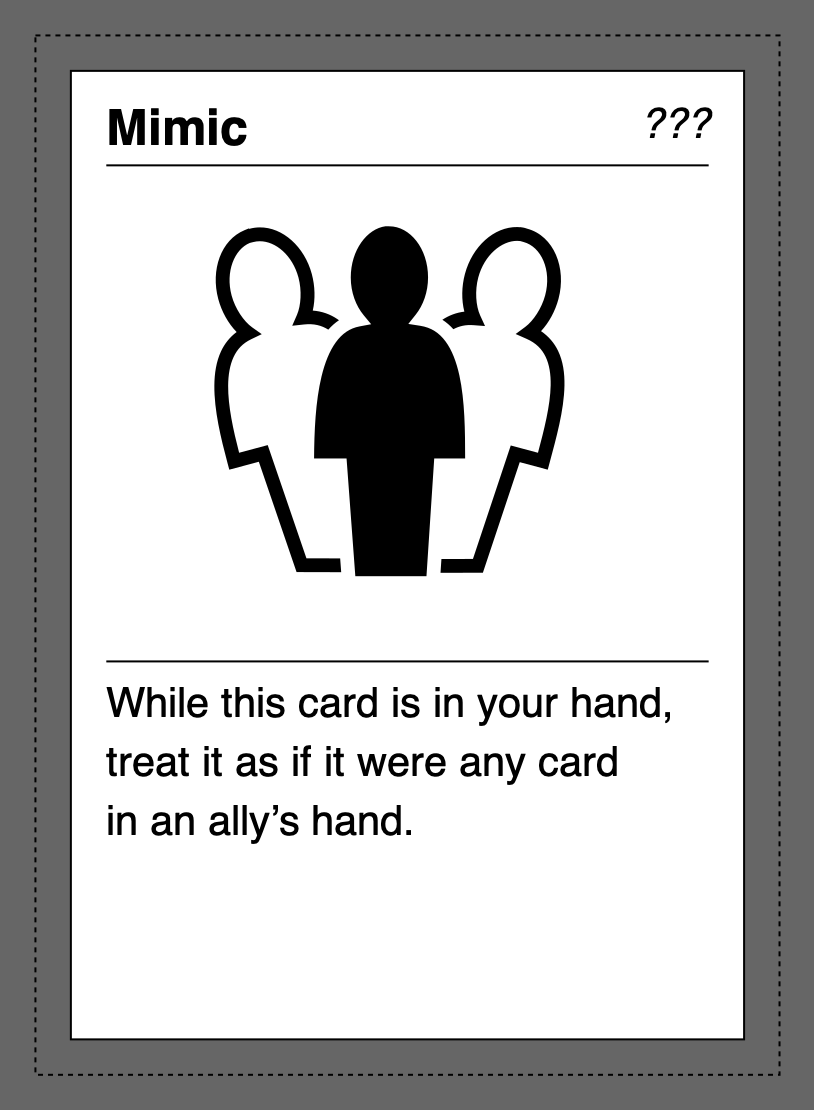 Mimic ???
While this card is in your hand,
treat it as if it were any card
in an ally’s hand.